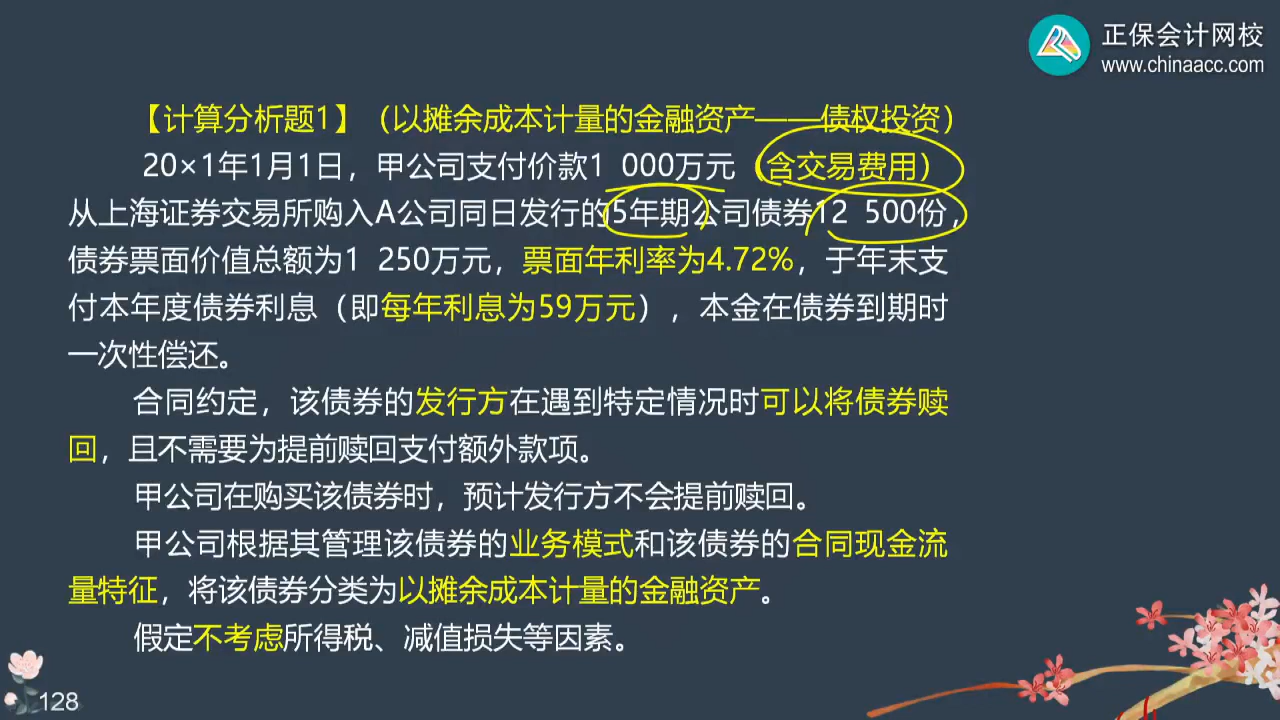 正保会计网校
www.chinaacc.com
【计算分析题1】（以摊余成本计量的金融资产——债权投资）
20×1年1月1日，甲公司支付价款1 000万元（含交易费用）
从上海证券交易所购入A公司同日发行的5年期公司债券12 500份，
债券票面价值总额为1 250万元，票面年利率为4.72%，于年末支
付本年度债券利息（即每年利息为59万元），本金在债券到期时
一次性偿还。
合同约定，该债券的发行方在遇到特定情况时可以将债券赎
回，且不需要为提前赎回支付额外款项。
甲公司在购买该债券时，预计发行方不会提前赎回。
甲公司根据其管理该债券的业务模式和该债券的合同现金流
量特征，将该债券分类为以摊余成本计量的金融资产。
假定不考虑所得税、减值损失等因素。
128